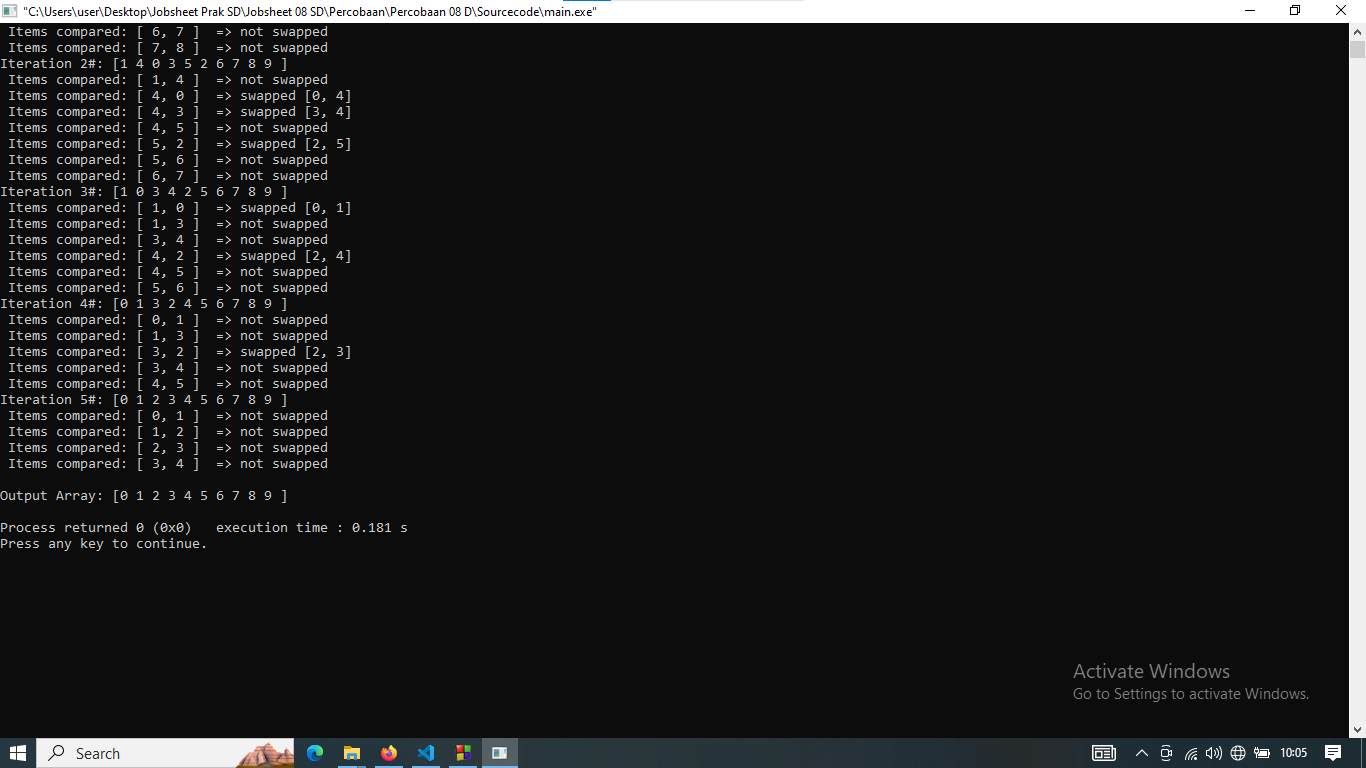 "C:\Users\user\Desktop\Jobsheet Prak SD\Jobsheet 08 SD\Percobaan\Percobaan 08 D\Sourcecode\main.exe"
Items compared: [ 6, 7 ]  => not swapped
Items compared: [ 7, 8 ]  => not swapped
Iteration 2#: [1 4 0 3 5 2 6 7 8 9 ]
Items compared: [ 1, 4 ]  => not swapped
Items compared: [ 4, 0 ]  => swapped [0, 4]
Items compared: [ 4, 3 ]  => swapped [3, 4]
Items compared: [ 4, 5 ]  => not swapped
Items compared: [ 5, 2 ]  => swapped [2, 5]
Items compared: [ 5, 6 ]  => not swapped
Items compared: [ 6, 7 ]  => not swapped
Iteration 3#: [1 0 3 4 2 5 6 7 8 9 ]
Items compared: [ 1, 0 ]  => swapped [0, 1]
Items compared: [ 1, 3 ]  => not swapped
Items compared: [ 3, 4 ]  => not swapped
Items compared: [ 4, 2 ]  => swapped [2, 4]
Items compared: [ 4, 5 ]  => not swapped
Items compared: [ 5, 6 ]  => not swapped
Iteration 4#: [0 1 3 2 4 5 6 7 8 9 ]
Items compared: [ 0, 1 ]  => not swapped
Items compared: [ 1, 3 ]  => not swapped
Items compared: [ 3, 2 ]  => swapped [2, 3]
Items compared: [ 3, 4 ]  => not swapped
Items compared: [ 4, 5 ]  => not swapped
Iteration 5#: [0 1 2 3 4 5 6 7 8 9 ]
Items compared: [ 0, 1 ]  => not swapped
Items compared: [ 1, 2 ]  => not swapped
Items compared: [ 2, 3 ]  => not swapped
Items compared: [ 3, 4 ]  => not swapped
Output Array: [0 1 2 3 4 5 6 7 8 9 ]
Process returned 0 (0x0)   execution time : 0.181 s
Press any key to continue.
Activate Windows
Go to Settings to activate Windows.
Search
10:05